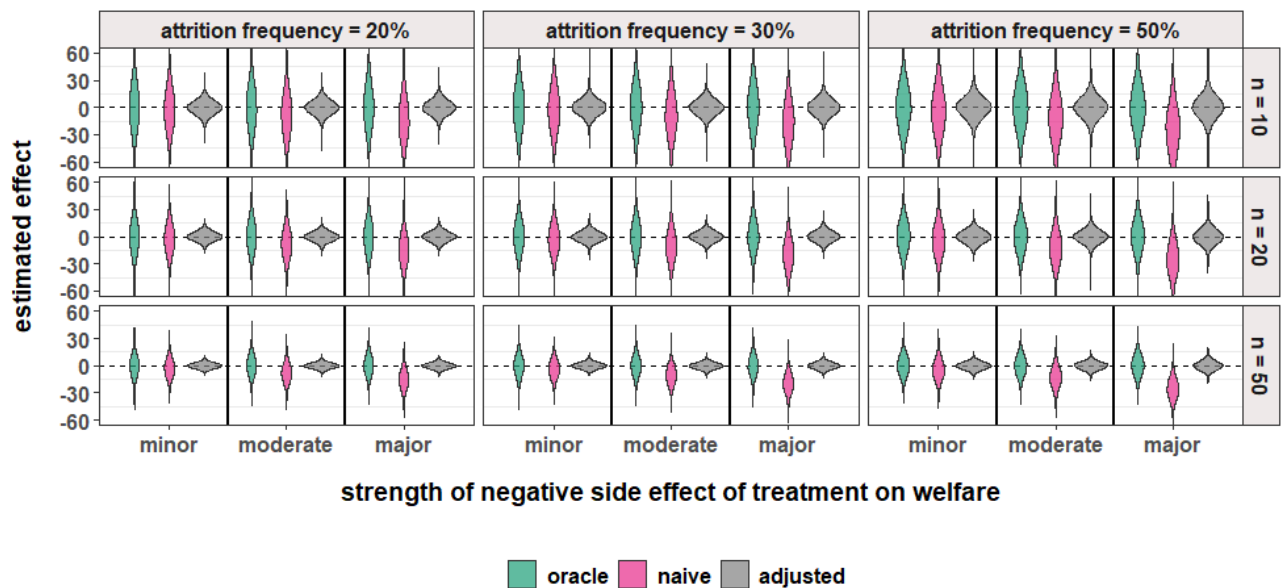 attrition frequency = 20% attrition frequency = 30% attrition frequency = 50%
60
30
0
-30
-60
n = 10
60
30
0
-30
-60
n = 20
60
30
0
-30
-60
n = 50
estimated effect
minor moderate major minor moderate major minor moderate major
strength of negative side effect of treatment on welfare
oracle naive adjusted